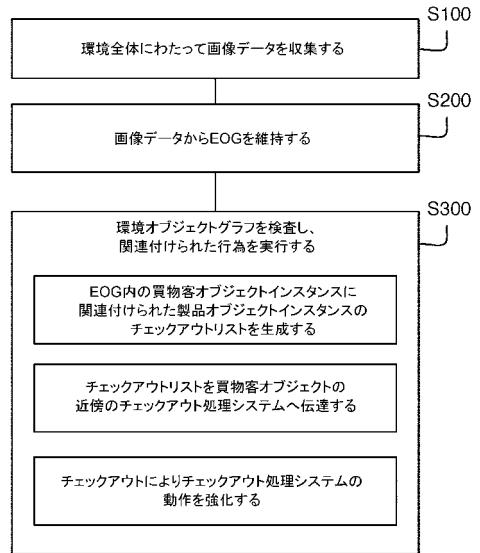 S100
環境全体にわたって画像データを収集する
S200
画像データからEOGを維持する
S300
環境オブジェクトグラフを検査し、
関連付けられた行為を実行する
EOG内の買物客オブジェクトインスタンスに
関連付けられた製品オブジェクトインスタンスの
チェックアウトリストを生成する
チェックアウトリストを買物客オブジェクトの
近傍のチェックアウト処理システムへ伝達する
チェックアウトによりチェックアウト処理システムの
動作を強化する